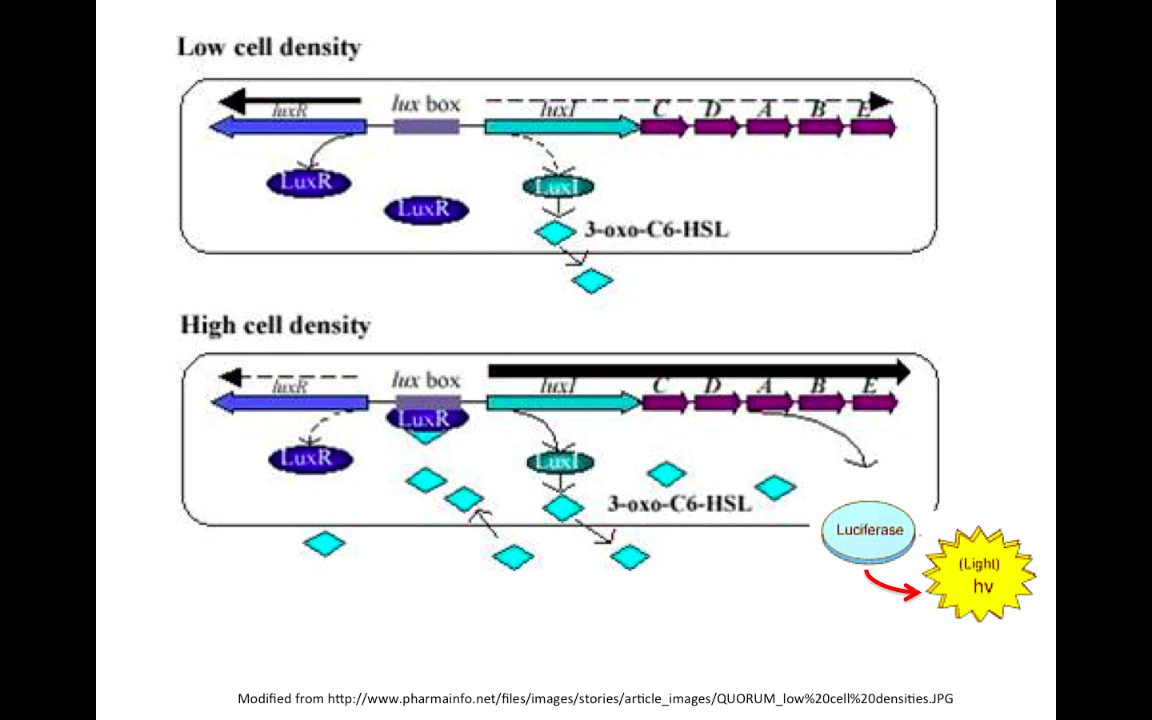 Low cell density
luxR
lux box
luxI
C D A B E
LuxR
LuxR
LuxI
3-oxo-C6-HSL
High cell density
luxR
lux box
luxI
C D A B E
LuxR
LuxR
LuxI
3-oxo-C6-HSL
Luciferase
(Light)
hv
Modified from http://www.pharmainfo.net/files/images/stories/article_images/QUORUM_low%20cell%20densities.JPG